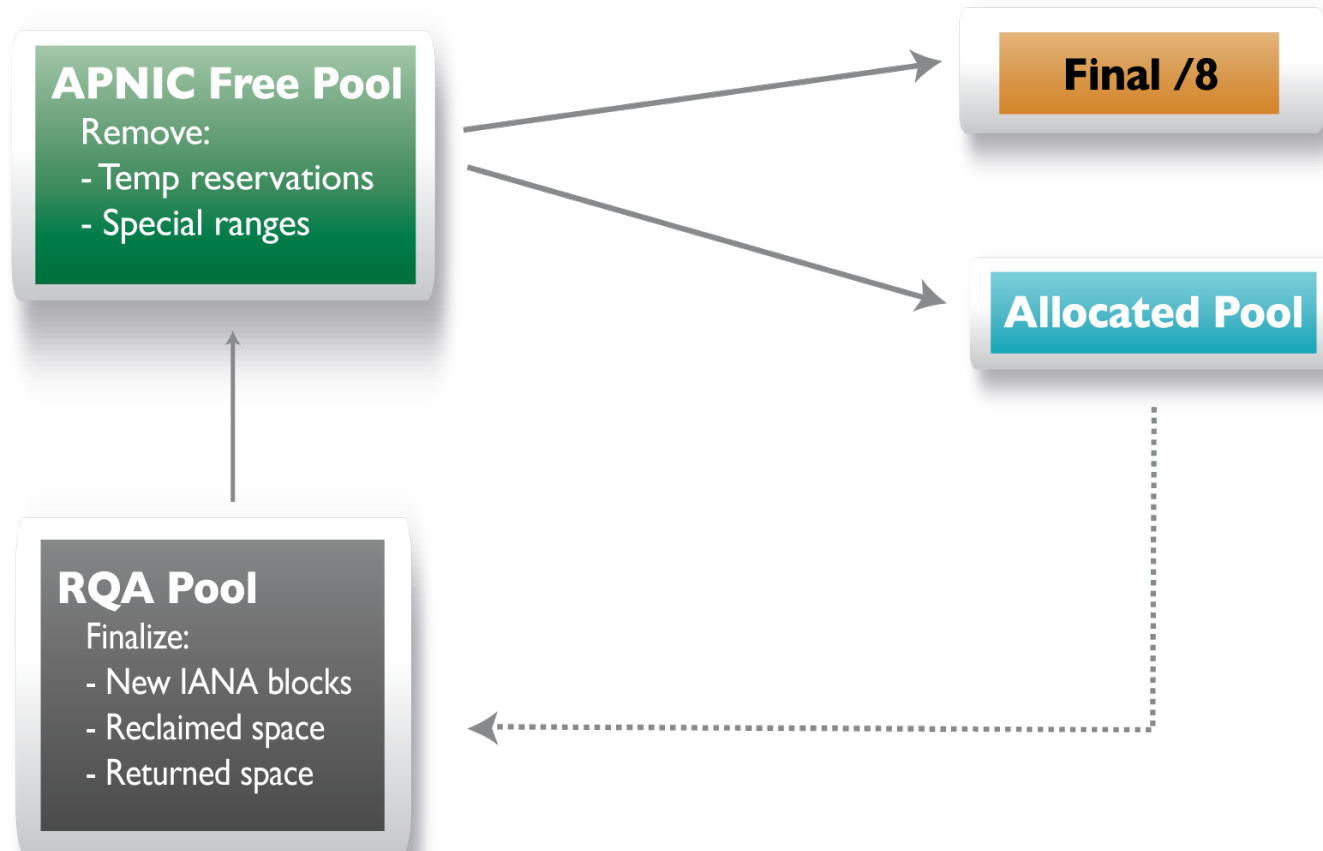 APNIC Free Pool
Remove:
- Temp reservations
- Special ranges
Final /8
Allocated Pool
RQA Pool
Finalize:
- New IANA blocks
- Reclaimed space
- Returned space